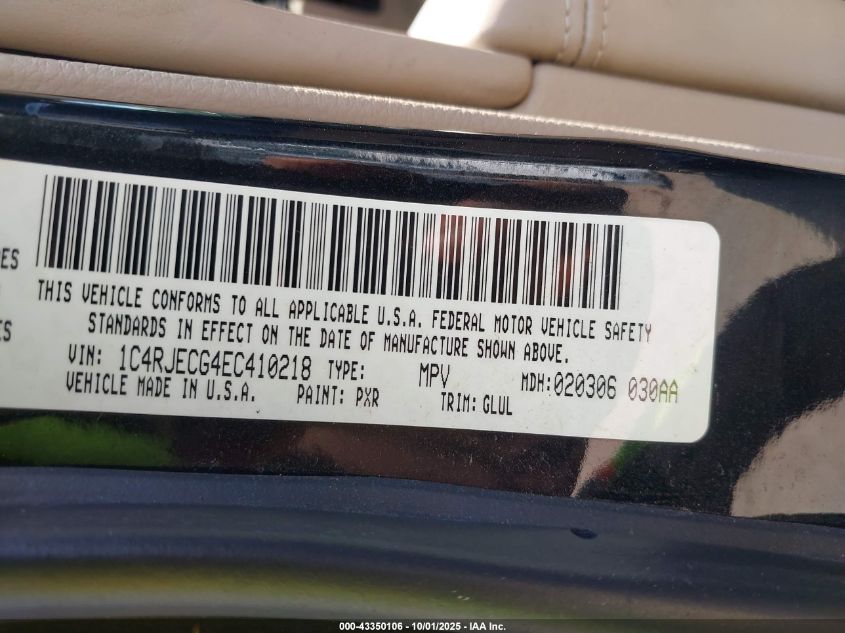 ES
ES
THIS VEHICLE CONFORMS TO ALL APPLICABLE U.S.A. FEDERAL MOTOR VEHICLE SAFETY
STANDARDS IN EFFECT ON THE DATE OF MANUFACTURE SHOWN ABOVE.
VIN: 1C4RJECG4EC410218 TYPE: MPV MDH:020306 030AA
VEHICLE MADE IN U.S.A. PAINT: PXR TRIM: GLUL
000-43350106 - 10/01/2025 - IAA Inc.